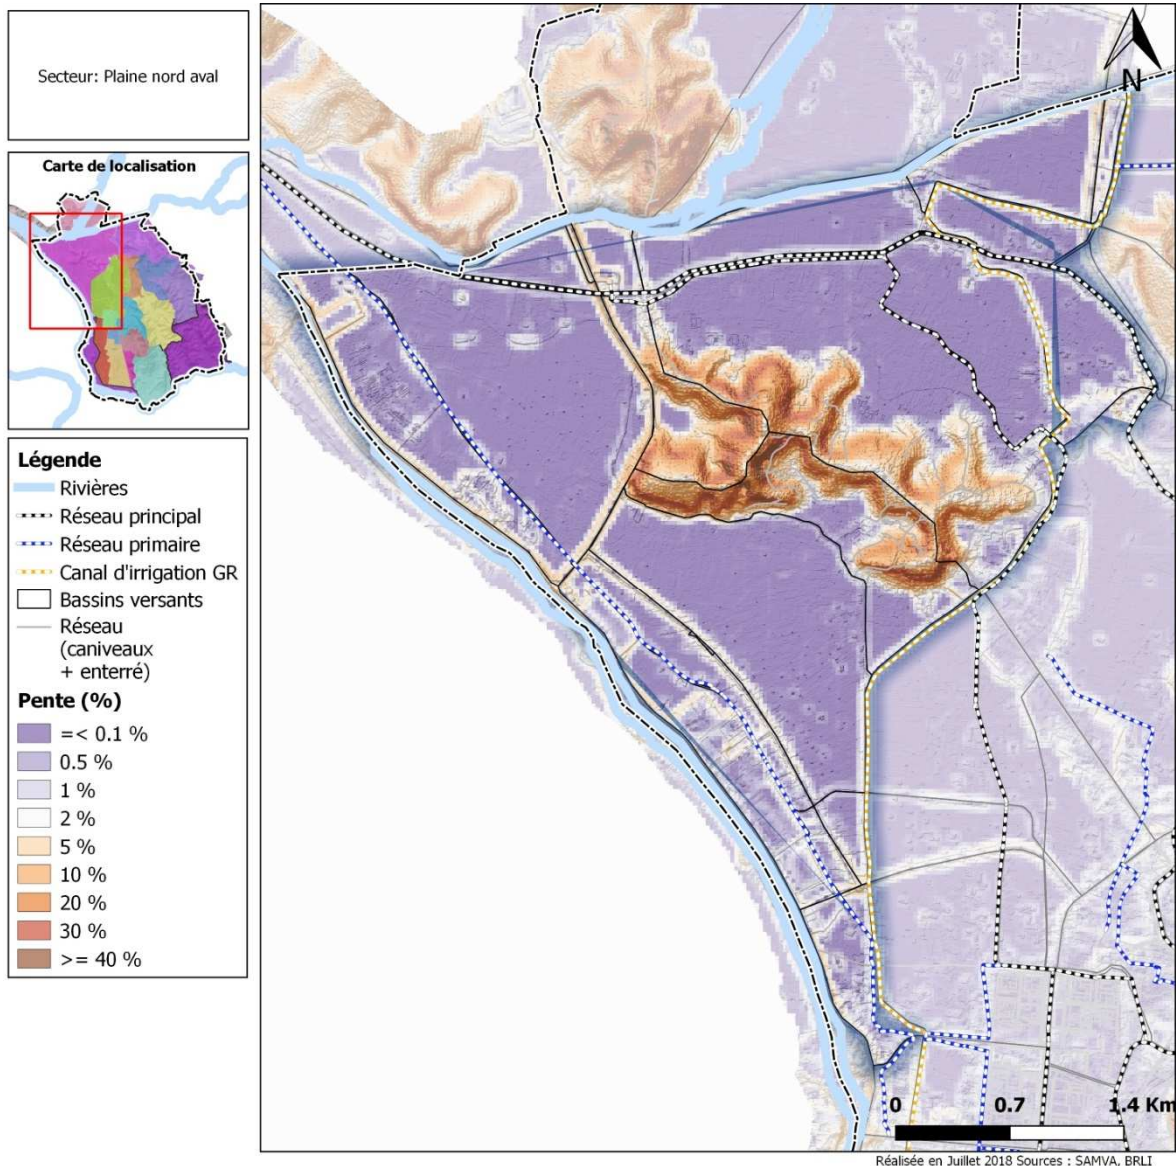 Secteur: Plaine nord aval
Carte de localisation
Légende
Rivières
Réseau principal
Réseau primaire
Canal d'irrigation GR
Bassins versants
Réseau
(caniveaux
+ enterré)
Pente (%)
=< 0.1 %
0.5 %
1 %
2 %
5 %
10 %
20 %
30 %
>= 40 %
N
0 0.7 1.4 Km
Réalisée en Juillet 2018 Sources : SAMVA, BRLI